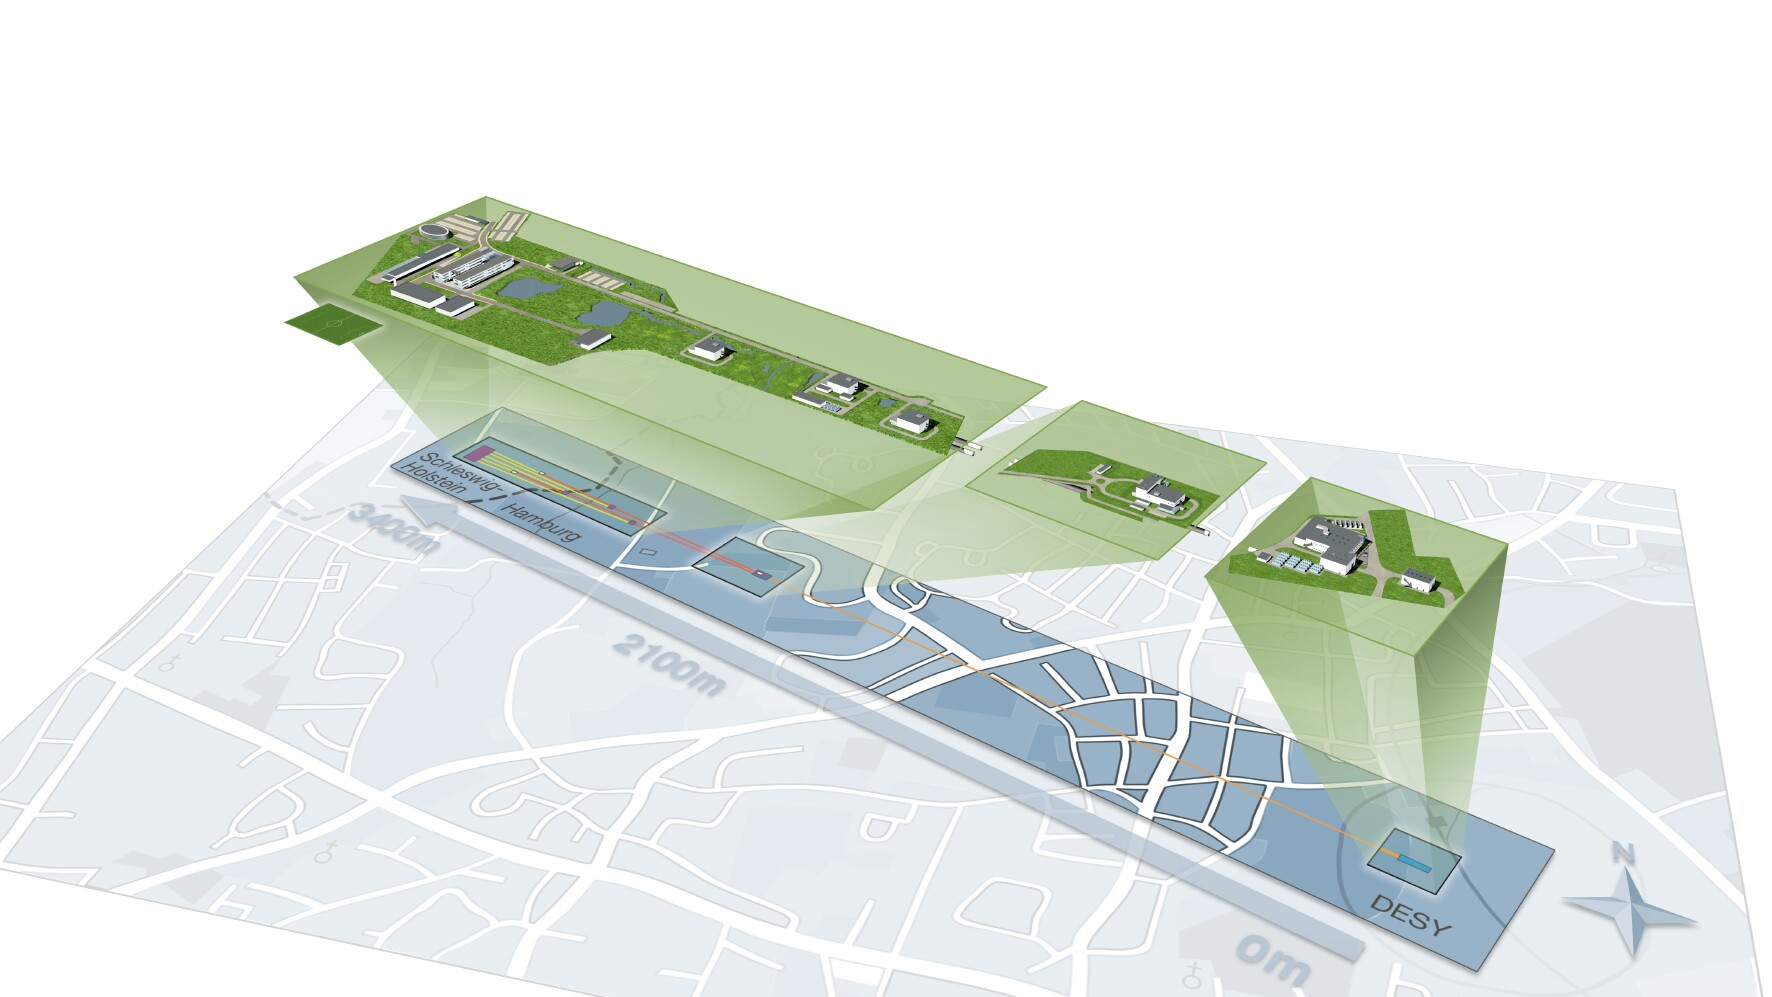 Schleswig-
Holstein
Hamburg
3400m
2100m
N
DESY
0m